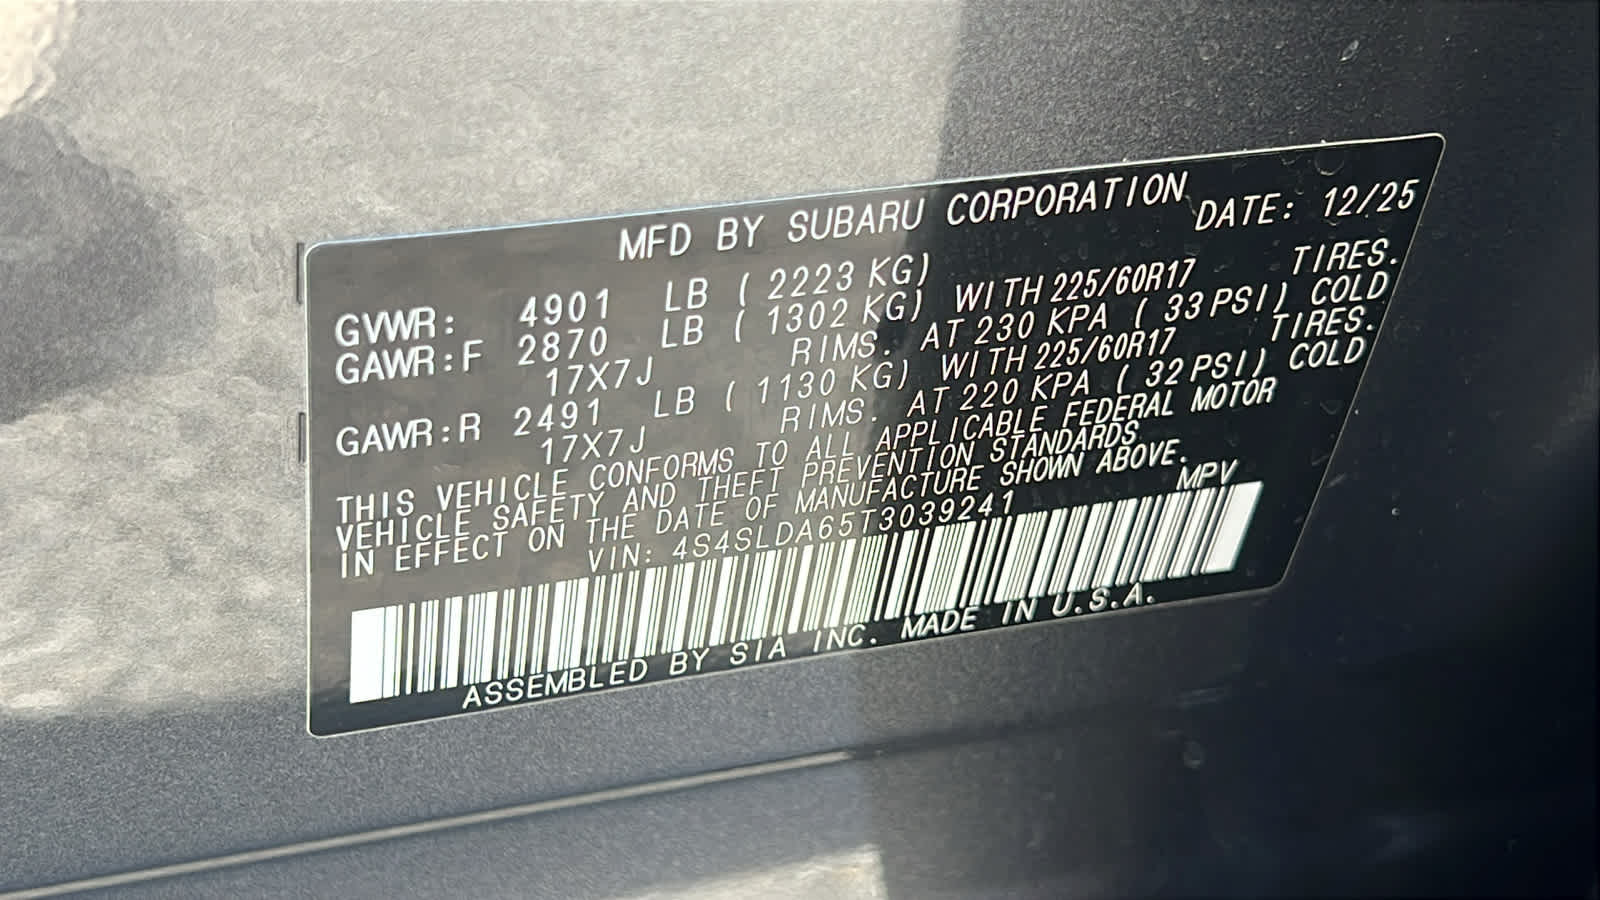 MFD BY SUBARU CORPORATION DATE: 12/25
GVWR: 4901 LB ( 2223 KG)
GAWR:F 2870 LB ( 1302 KG) WITH 225/60R17 TIRES.
17X7J RIMS. AT 230 KPA ( 33 PSI) COLD
GAWR:R 2491 LB ( 1130 KG) WITH 225/60R17 TIRES.
17X7J RIMS. AT 220 KPA ( 32 PSI) COLD
THIS VEHICLE CONFORMS TO ALL APPLICABLE FEDERAL MOTOR
VEHICLE SAFETY AND THEFT PREVENTION STANDARDS
IN EFFECT ON THE DATE OF MANUFACTURE SHOWN ABOVE.
VIN: 4S4SLDA65T3039241 MPV
ASSEMBLED BY SIA INC. MADE IN U.S.A.